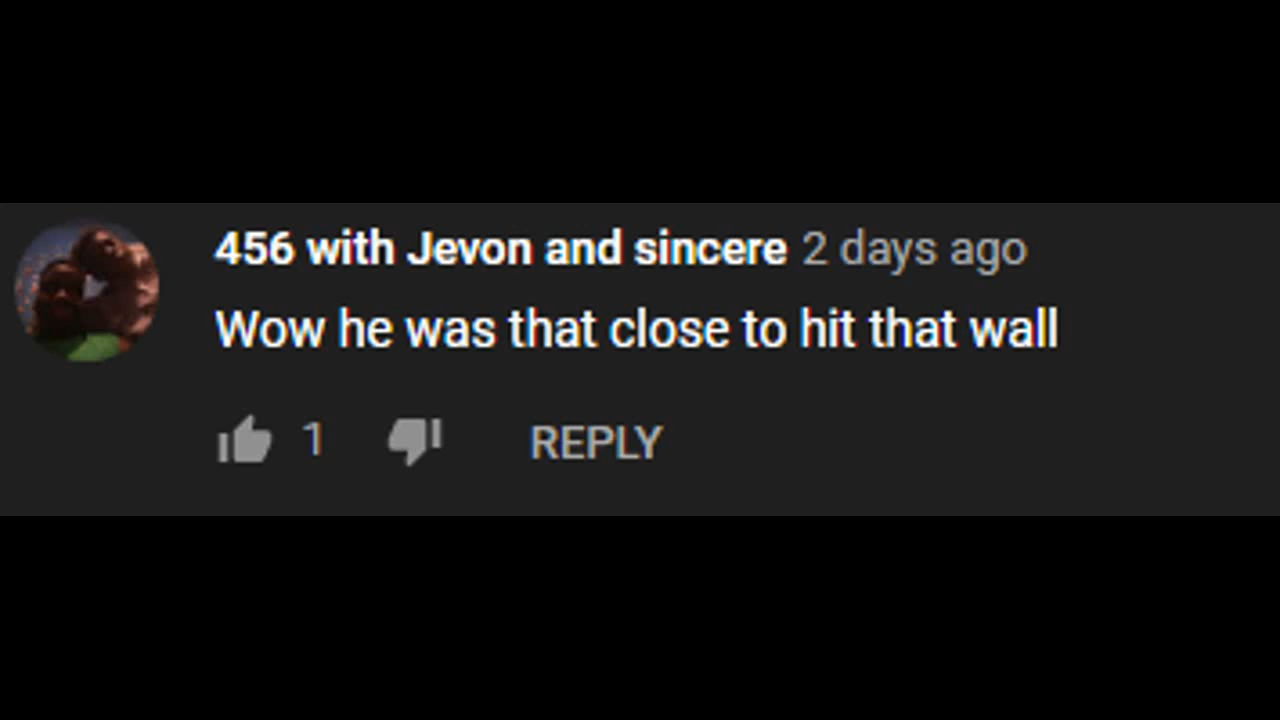 456 with Jevon and sincere 2 days ago
Wow he was that close to hit that wall
1 REPLY